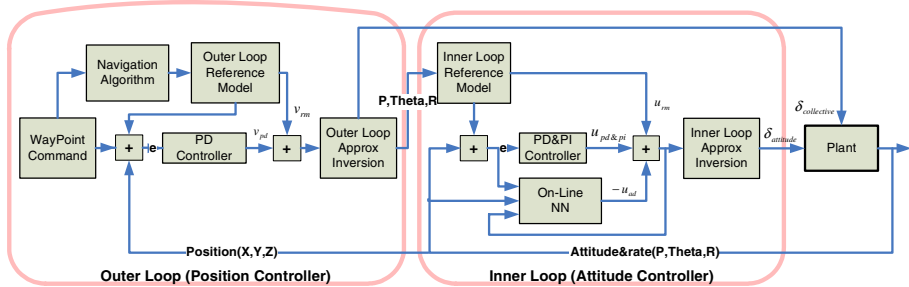 Navigation
Algorithm
Outer Loop
Reference
Model
Inner Loop
Reference
Model
P,Theta,R
v_rm
u_rm
δ_collective
WayPoint
Command
+
e
PD
Controller
v_pd
+
Outer Loop
Approx
Inversion
+
e
PD&PI
Controller
u_pd&pi
+
Inner Loop
Approx
Inversion
δ_attitude
Plant
On-Line
NN
−u_ad
Position(X,Y,Z)
Attitude&rate(P,Theta,R)
Outer Loop (Position Controller)
Inner Loop (Attitude Controller)